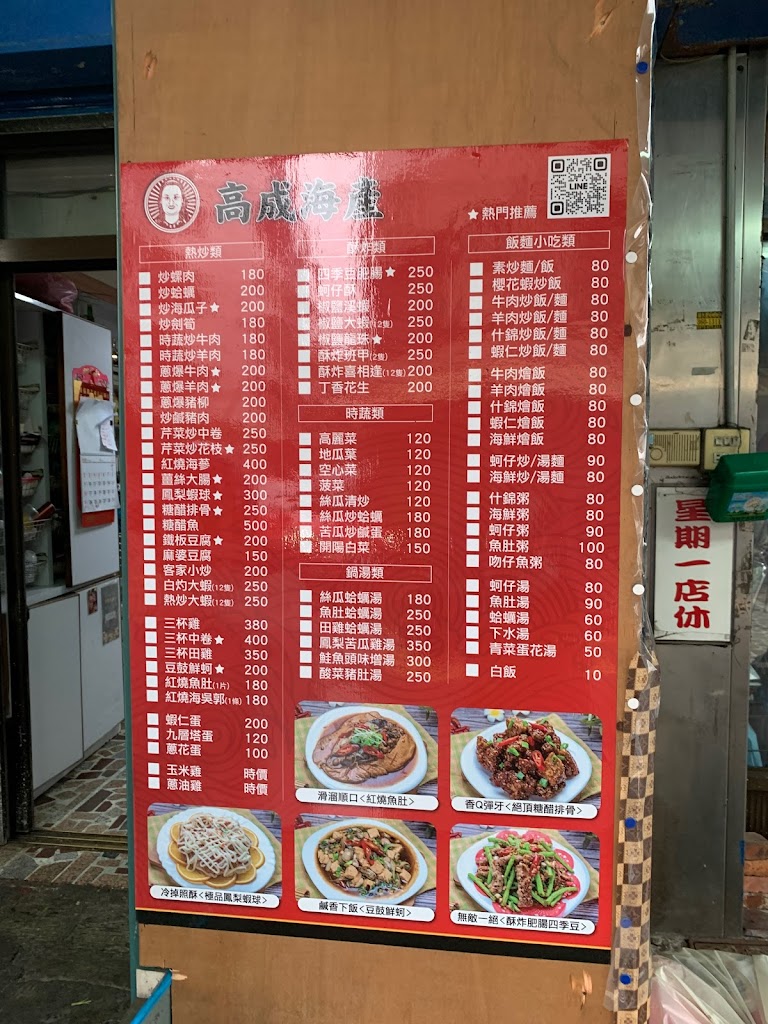 高成海產
LINE
★熱門推薦
熱炒類
炒螺肉 180
炒蛤蠣 200
炒海瓜子★ 200
炒劍筍 180
時蔬炒牛肉 180
時蔬炒羊肉 180
蔥爆牛肉★ 200
蔥爆羊肉★ 200
蔥爆豬柳 200
炒鹹豬肉 200
芹菜炒中卷 250
芹菜炒花枝★ 250
紅燒海蔘 400
薑絲大腸★ 200
鳳梨蝦球★ 300
糖醋排骨★ 250
糖醋魚 500
鐵板豆腐★ 200
麻婆豆腐 150
客家小炒 200
白灼大蝦(12隻) 250
熱炒大蝦(12隻) 250
三杯雞 380
三杯中卷★ 400
三杯田雞 350
豆鼓鮮蚵★ 200
紅燒魚肚(1片) 180
紅燒海吳郭(1條) 180
蝦仁蛋 200
九層塔蛋 120
蔥花蛋 100
玉米雞 時價
蔥油雞 時價
酥炸類
四季豆肥腸★ 250
蚵仔酥 250
椒鹽溪蝦 200
椒鹽大蝦(12隻) 250
椒鹽龍珠★ 200
酥炸班甲(2隻) 250
酥炸喜相逢(12隻) 200
丁香花生 200
時蔬類
高麗菜 120
地瓜葉 120
空心菜 120
菠菜 120
絲瓜清炒 120
絲瓜炒蛤蠣 180
苦瓜炒鹹蛋 180
開陽白菜 150
鍋湯類
絲瓜蛤蠣湯 180
魚肚蛤蠣湯 250
田雞蛤蠣湯 250
鳳梨苦瓜雞湯 350
鮭魚頭味增湯 300
酸菜豬肚湯 250
飯麵小吃類
素炒麵/飯 80
櫻花蝦炒飯 80
牛肉炒飯/麵 80
羊肉炒飯/麵 80
什錦炒飯/麵 80
蝦仁炒飯/麵 80
牛肉燴飯 80
羊肉燴飯 80
什錦燴飯 80
蝦仁燴飯 80
海鮮燴飯 80
蚵仔炒/湯麵 90
海鮮炒/湯麵 80
什錦粥 80
海鮮粥 80
蚵仔粥 90
魚肚粥 100
吻仔魚粥 80
蚵仔湯 80
魚肚湯 90
蛤蠣湯 60
下水湯 60
青菜蛋花湯 50
白飯 10
滑溜順口<紅燒魚肚>
香Q彈牙<絕頂糖醋排骨>
冷掉照酥<極品鳳梨蝦球>
鹹香下飯<豆鼓鮮蚵>
無敵一絕<酥炸肥腸四季豆>
星期一店休